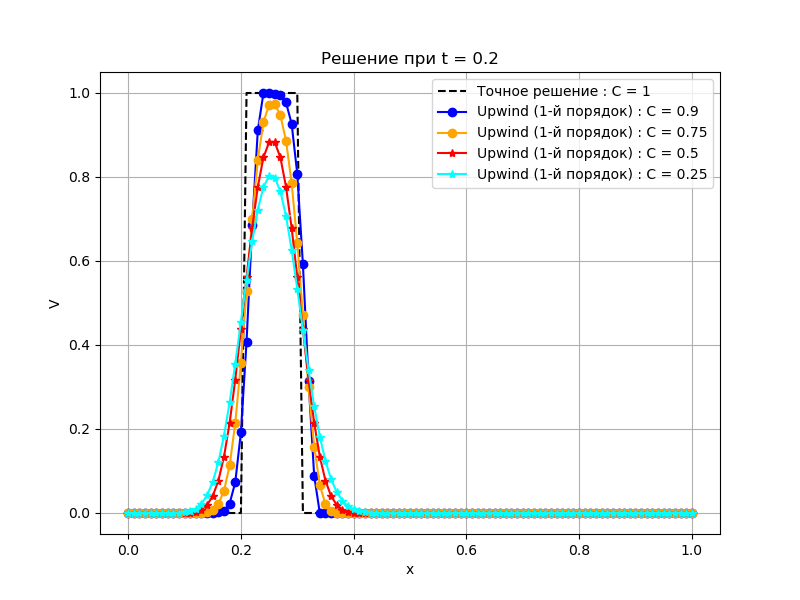 Решение при t = 0.2
Точное решение : C = 1
Upwind (1-й порядок) : C = 0.9
Upwind (1-й порядок) : C = 0.75
Upwind (1-й порядок) : C = 0.5
Upwind (1-й порядок) : C = 0.25
V
1.0
0.8
0.6
0.4
0.2
0.0
0.0 0.2 0.4 0.6 0.8 1.0
x